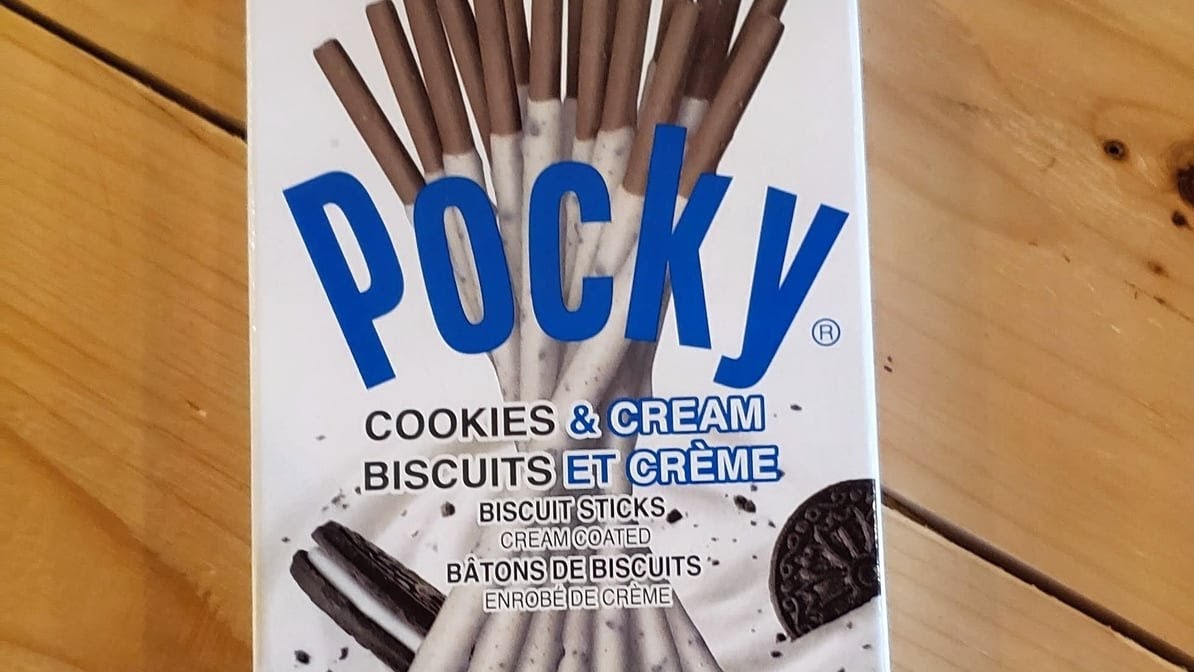 Pocky®
COOKIES & CREAM
BISCUITS ET CRÈME
BISCUIT STICKS
CREAM COATED
BÂTONS DE BISCUITS
ENROBÉ DE CRÈME